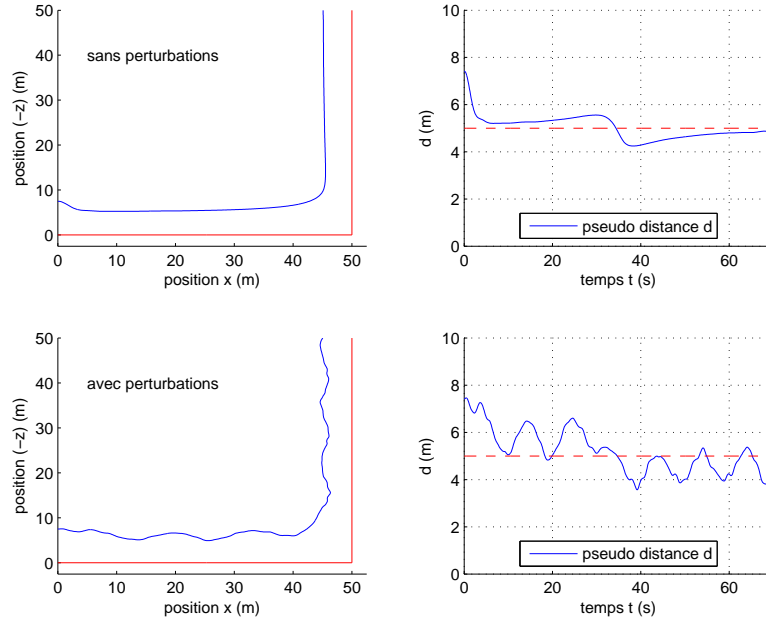 50
40
30
20
10
0
position (−z) (m)
sans perturbations
0 10 20 30 40 50
position x (m)
10
8
6
4
2
0
d (m)
pseudo distance d
0 20 40 60
temps t (s)
50
40
30
20
10
0
position (−z) (m)
avec perturbations
0 10 20 30 40 50
position x (m)
10
8
6
4
2
0
d (m)
pseudo distance d
0 20 40 60
temps t (s)